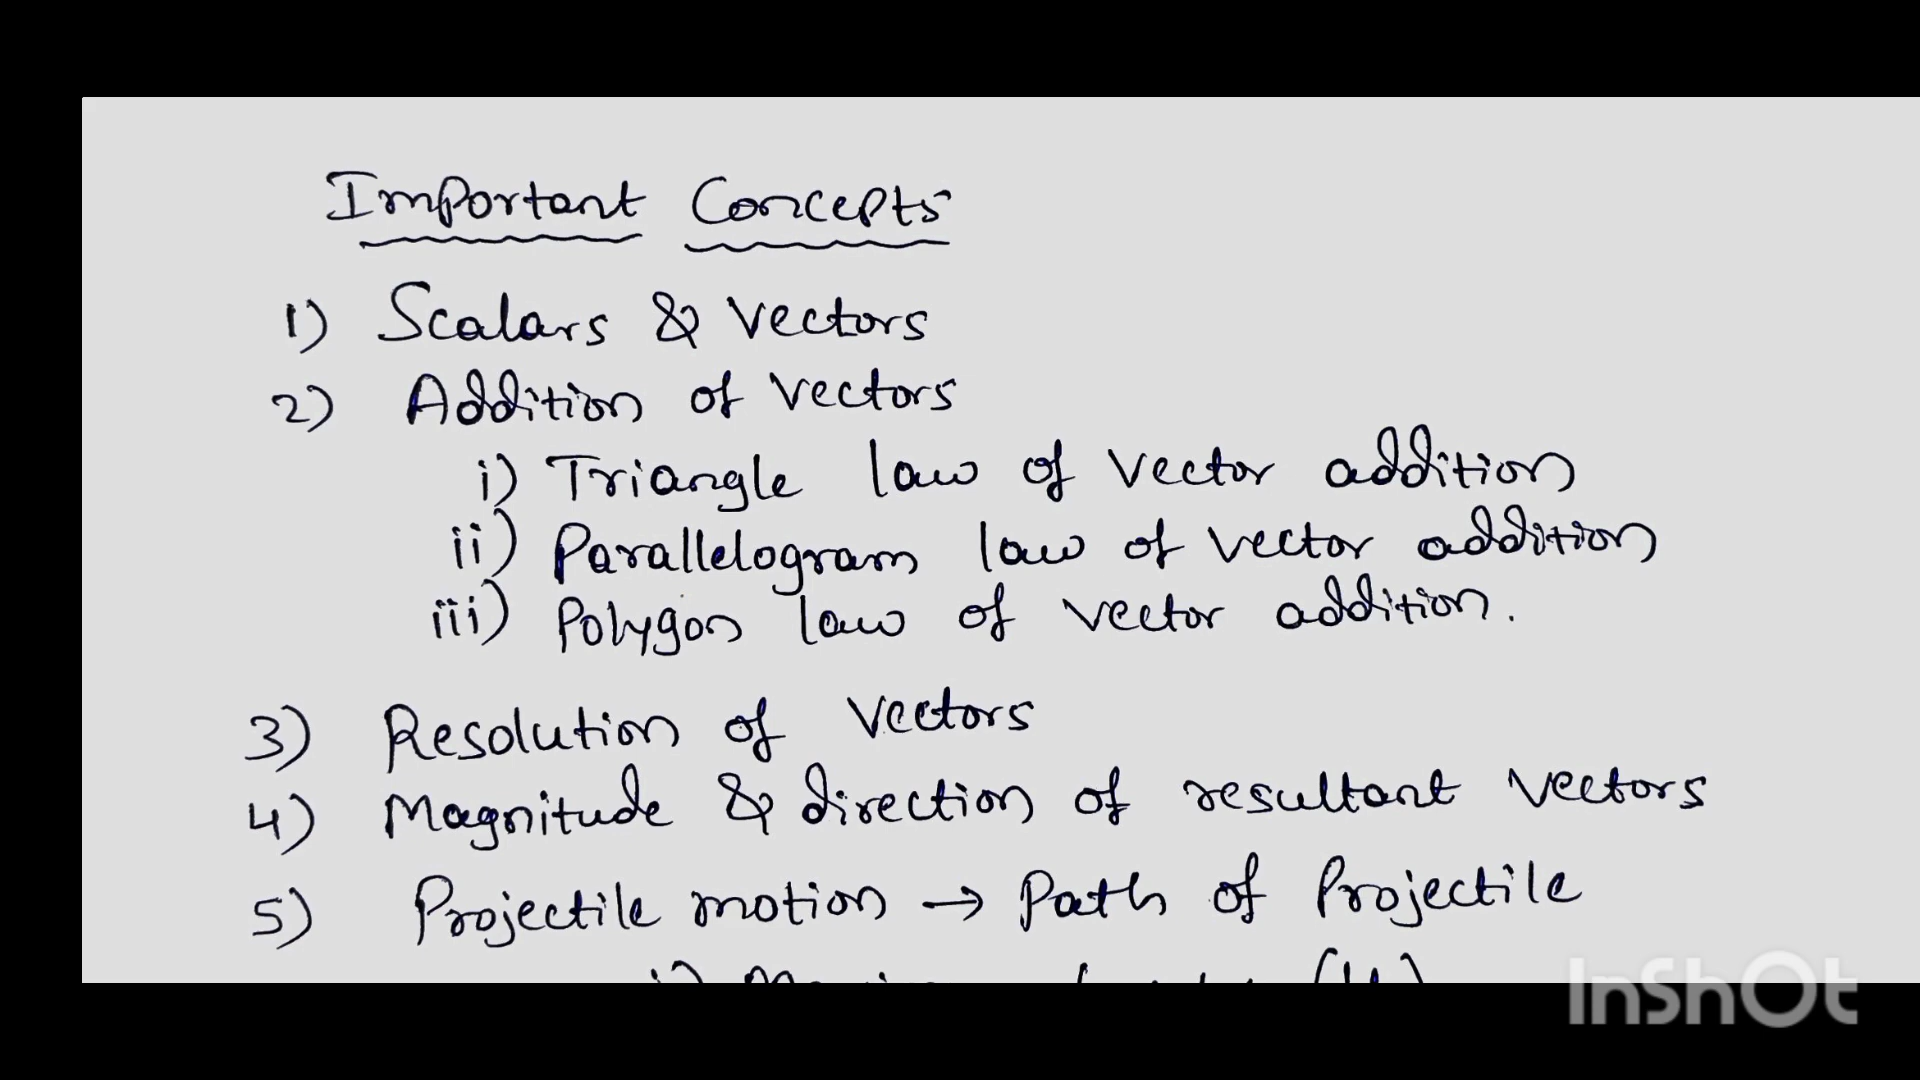 Important Concepts
1) Scalars & Vectors
2) Addition of Vectors
i) Triangle law of vector addition
ii) Parallelogram law of vector addition
iii) Polygon law of vector addition.
3) Resolution of Vectors
4) Magnitude & direction of resultant vectors
5) Projectile motion → Path of Projectile
InShOt